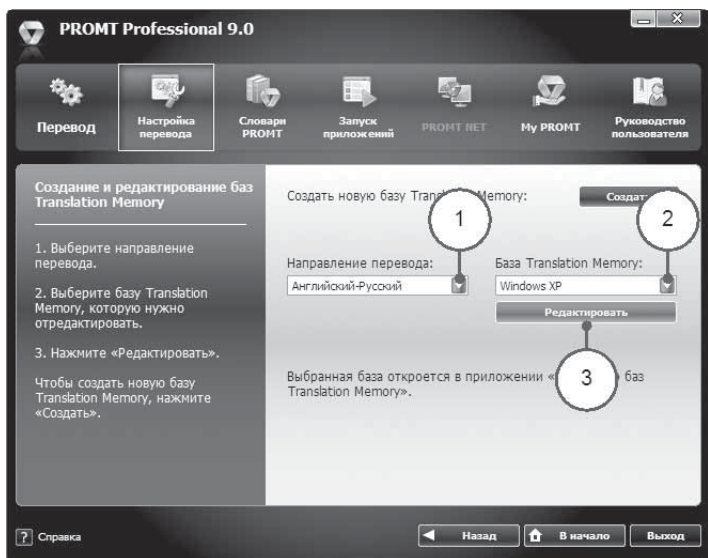 PROMT Professional 9.0
Перевод
Настройка
перевода
Словари
PROMT
Запуск
приложений
PROMT NET
My PROMT
Руководство
пользователя
Создание и редактирование баз
Translation Memory
1. Выберите направление
перевода.
2. Выберите базу Translation
Memory, которую нужно
отредактировать.
3. Нажмите «Редактировать».
Чтобы создать новую базу
Translation Memory, нажмите
«Создать».
Создать новую базу Translation Memory:
1
2
Направление перевода:
База Translation Memory:
Английский-Русский
Windows XP
Редактировать
3
Выбранная база откроется в приложении « баз
Translation Memory».
? Справка
Назад
В начало
Выход